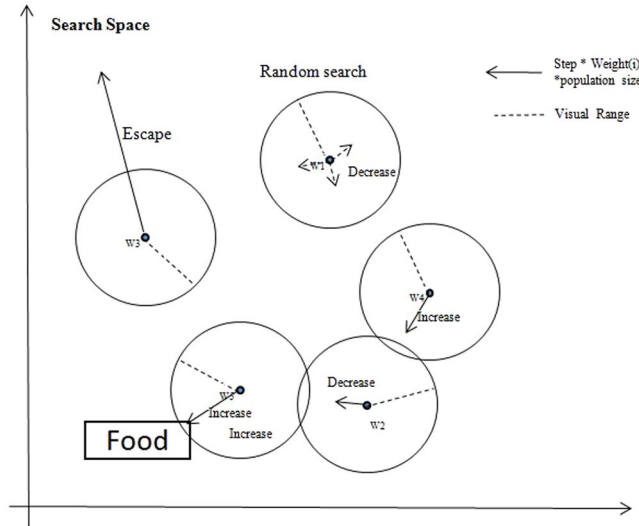 Search Space
Random search
Step * Weight(i)
*population size
Visual Range
Escape
W1
Decrease
W3
W4
Increase
Decrease
W5
Increase
Increase
W2
Food